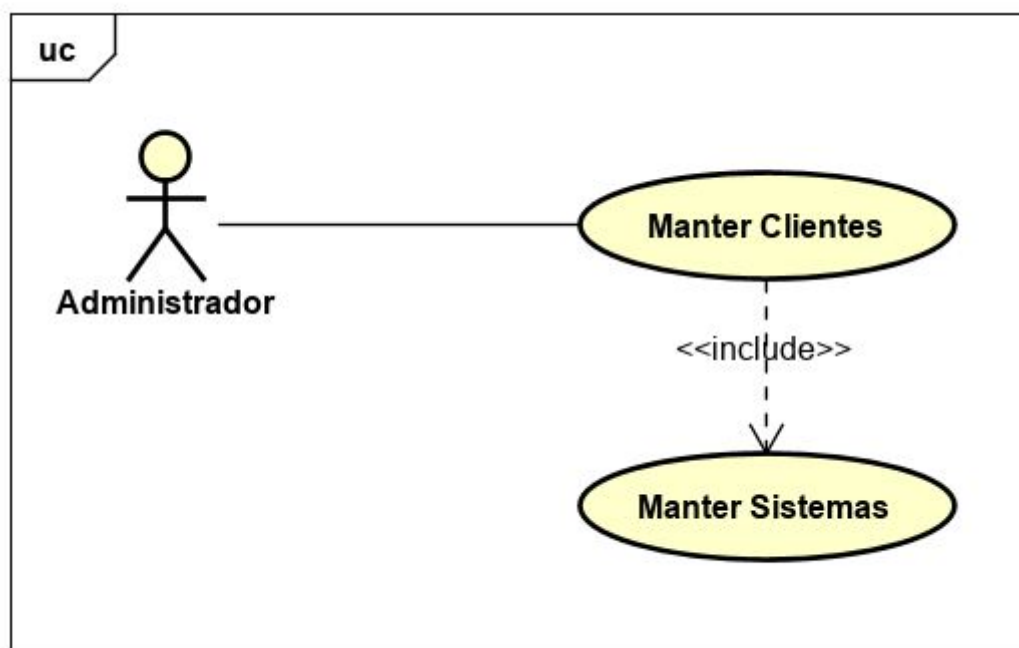 uc
Manter Clientes
Administrador
<<include>>
Manter Sistemas